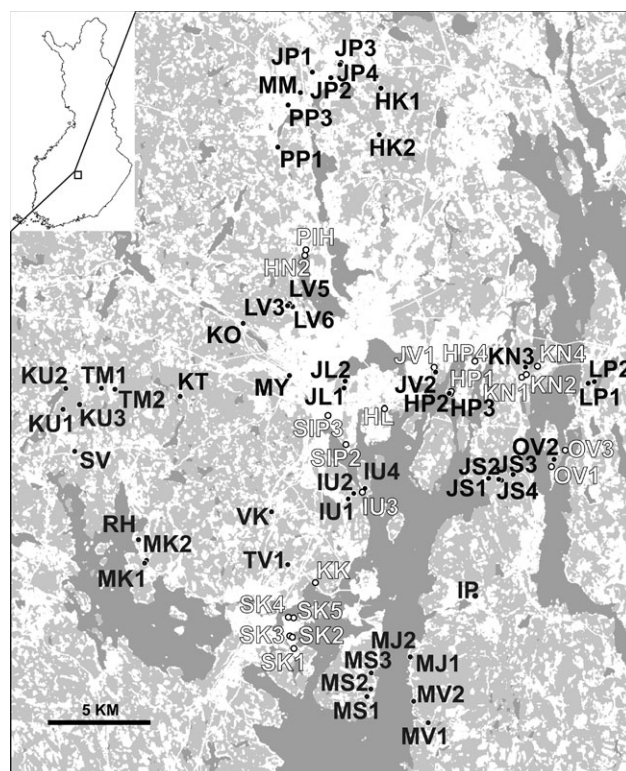 JP3
JP1
JP4
MM
JP2
HK1
PP3
HK2
PP1
PIH
HN2
LV5
LV3
LV6
KO
JV1
HP4
KN3
KN4
KU2
TM1
KT
MY
JL2
JV2
HP1
KN1
KN2
LP2
LP1
TM2
JL1
HP2
HP3
KU1
KU3
HL
SIP3
SV
SIP2
OV2
OV3
IU4
JS2
JS3
OV1
IU2
JS1
JS4
IU1
IU3
VK
RH
MK2
MK1
TV1
KK
IP
SK4
SK5
SK3
SK2
SK1
MJ2
MS3
MJ1
MS2
MV2
MS1
5 KM
MV1